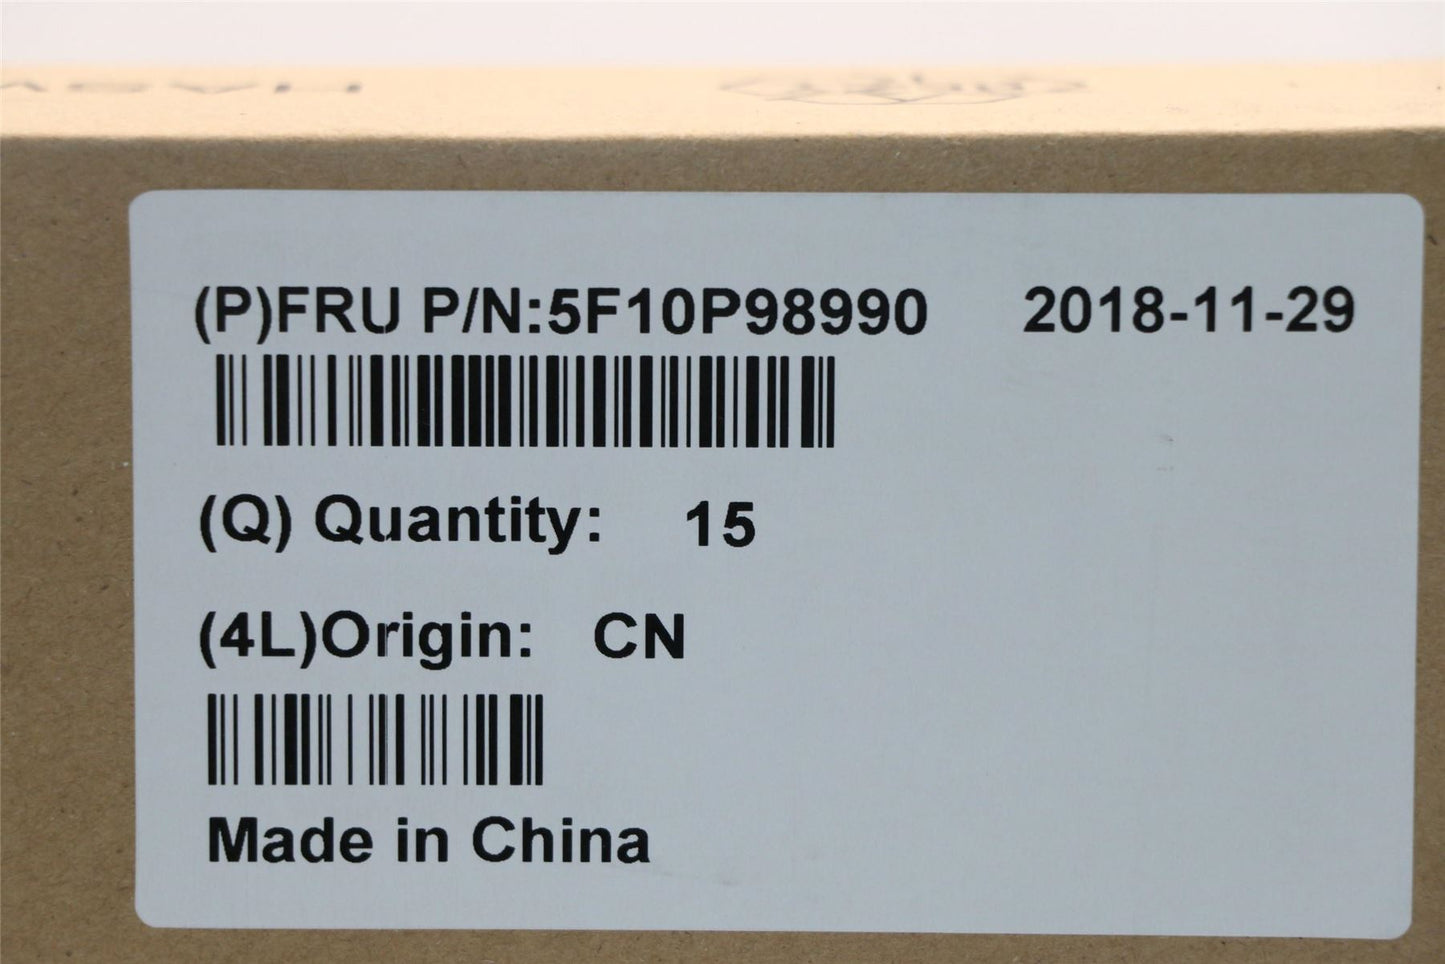 (P)FRU P/N:5F10P98990 2018-11-29
(Q) Quantity: 15
(4L)Origin: CN
Made in China